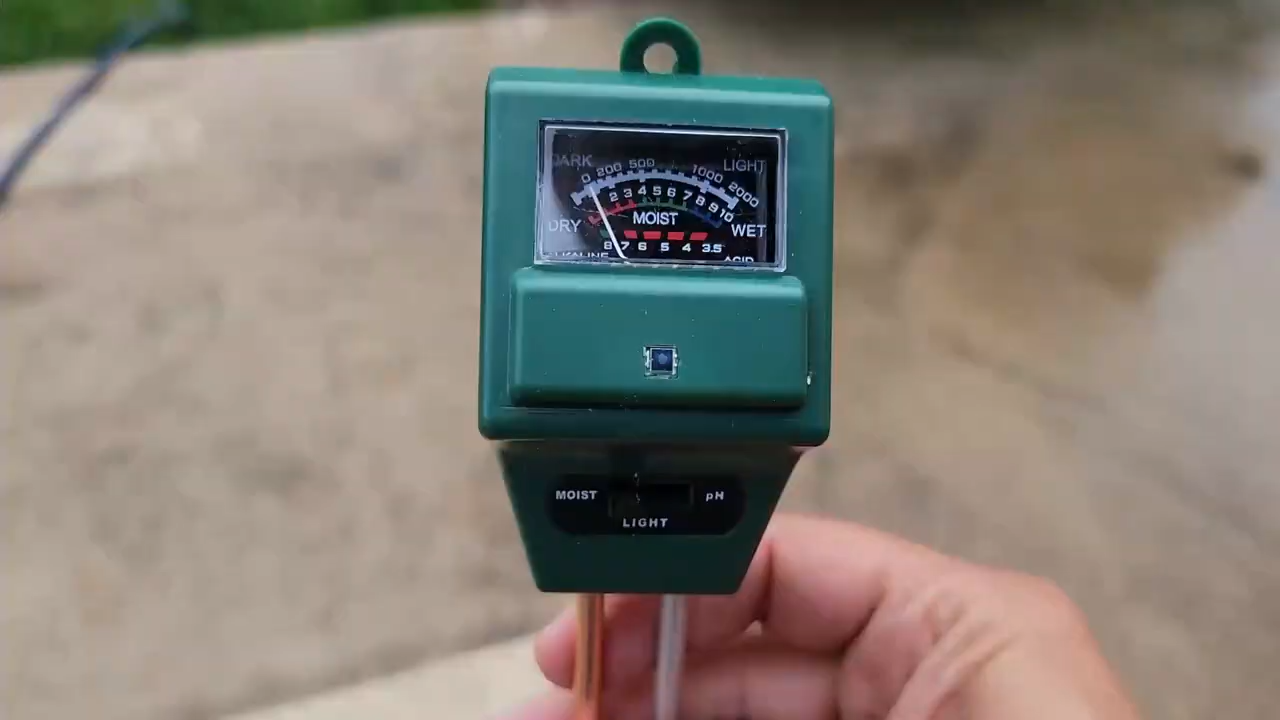 DARK LIGHT
0 200 500 1000 2000
2 3 4 5 6 7 8 9 10
DRY MOIST WET
8 7 6 5 4 3.5
ALKALINE ACID
MOIST pH
LIGHT